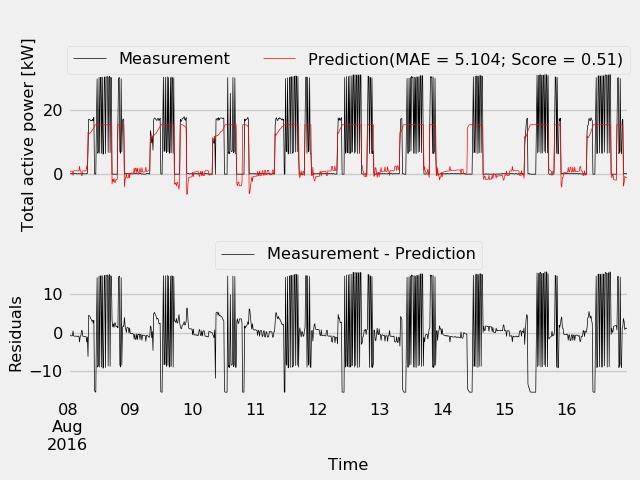 Measurement
Prediction(MAE = 5.104; Score = 0.51)
Total active power [kW]
20
0
Measurement - Prediction
Residuals
10
0
−10
08 09 10 11 12 13 14 15 16
Aug
2016
Time